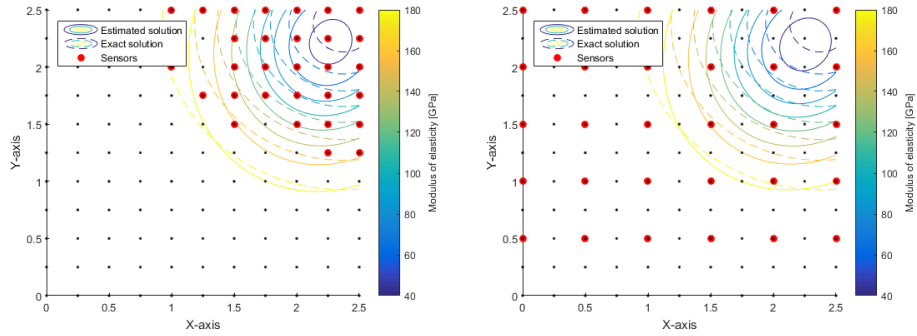 2.5
2
1.5
1
0.5
0
Y-axis
0 0.5 1 1.5 2 2.5
X-axis
Estimated solution
Exact solution
Sensors
180
160
140
120
100
80
60
40
Modulus of elasticity [GPa]
2.5
2
1.5
1
0.5
0
Y-axis
0 0.5 1 1.5 2 2.5
X-axis
Estimated solution
Exact solution
Sensors
180
160
140
120
100
80
60
40
Modulus of elasticity [GPa]